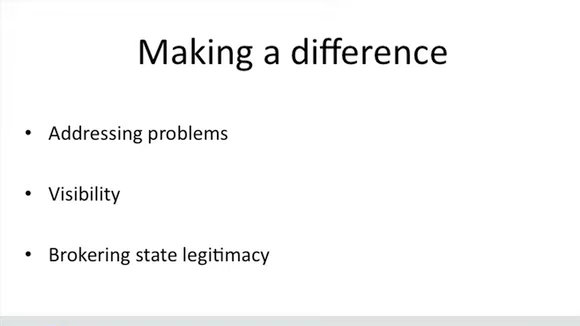 Making a difference
• Addressing problems
• Visibility
• Brokering state legitimacy